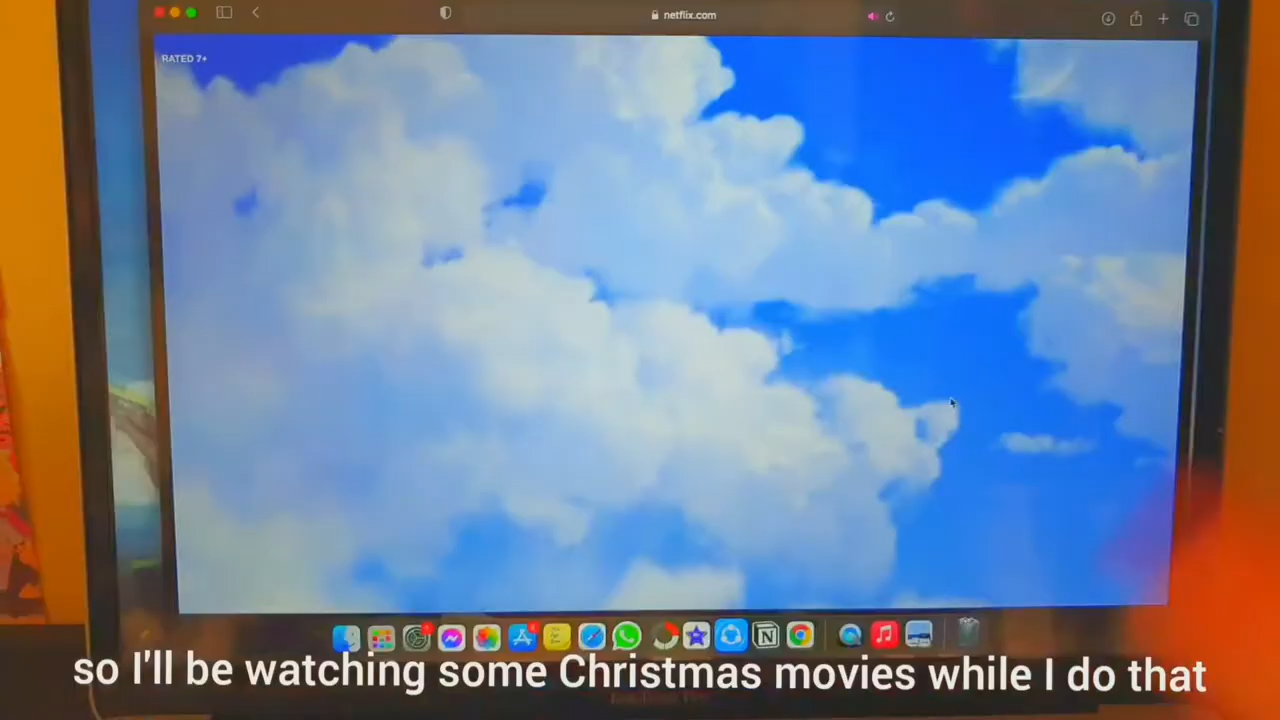 netflix.com
RATED 7+
so I'll be watching some Christmas movies while I do that